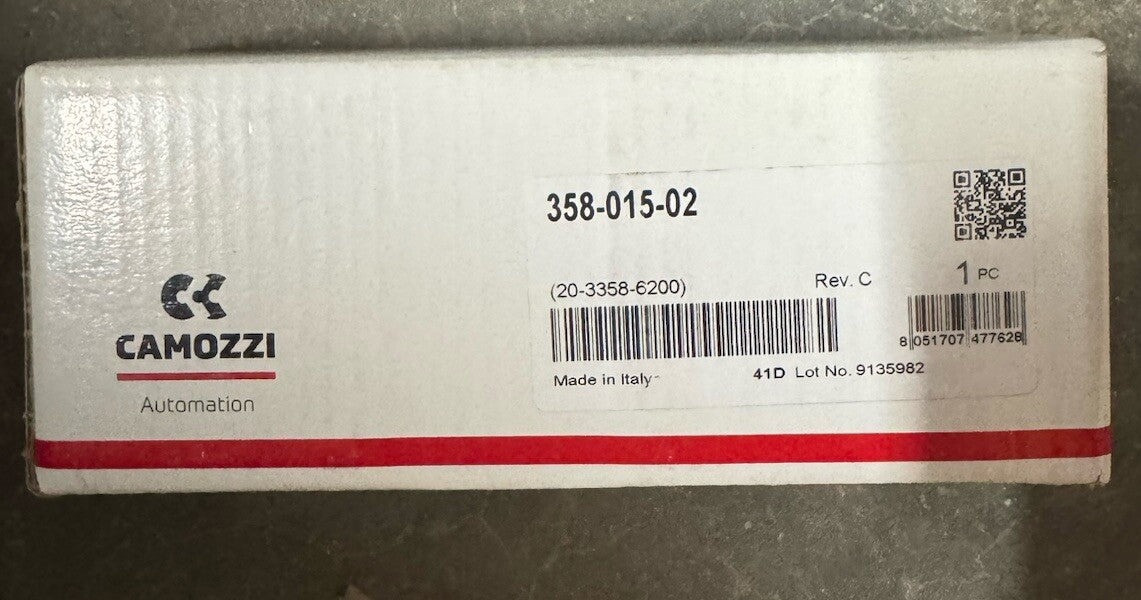 358-015-02
(20-3358-6200)
Rev. C
1 PC
8 051707 477628
Made in Italy
41D Lot No. 9135982
CAMOZZI
Automation